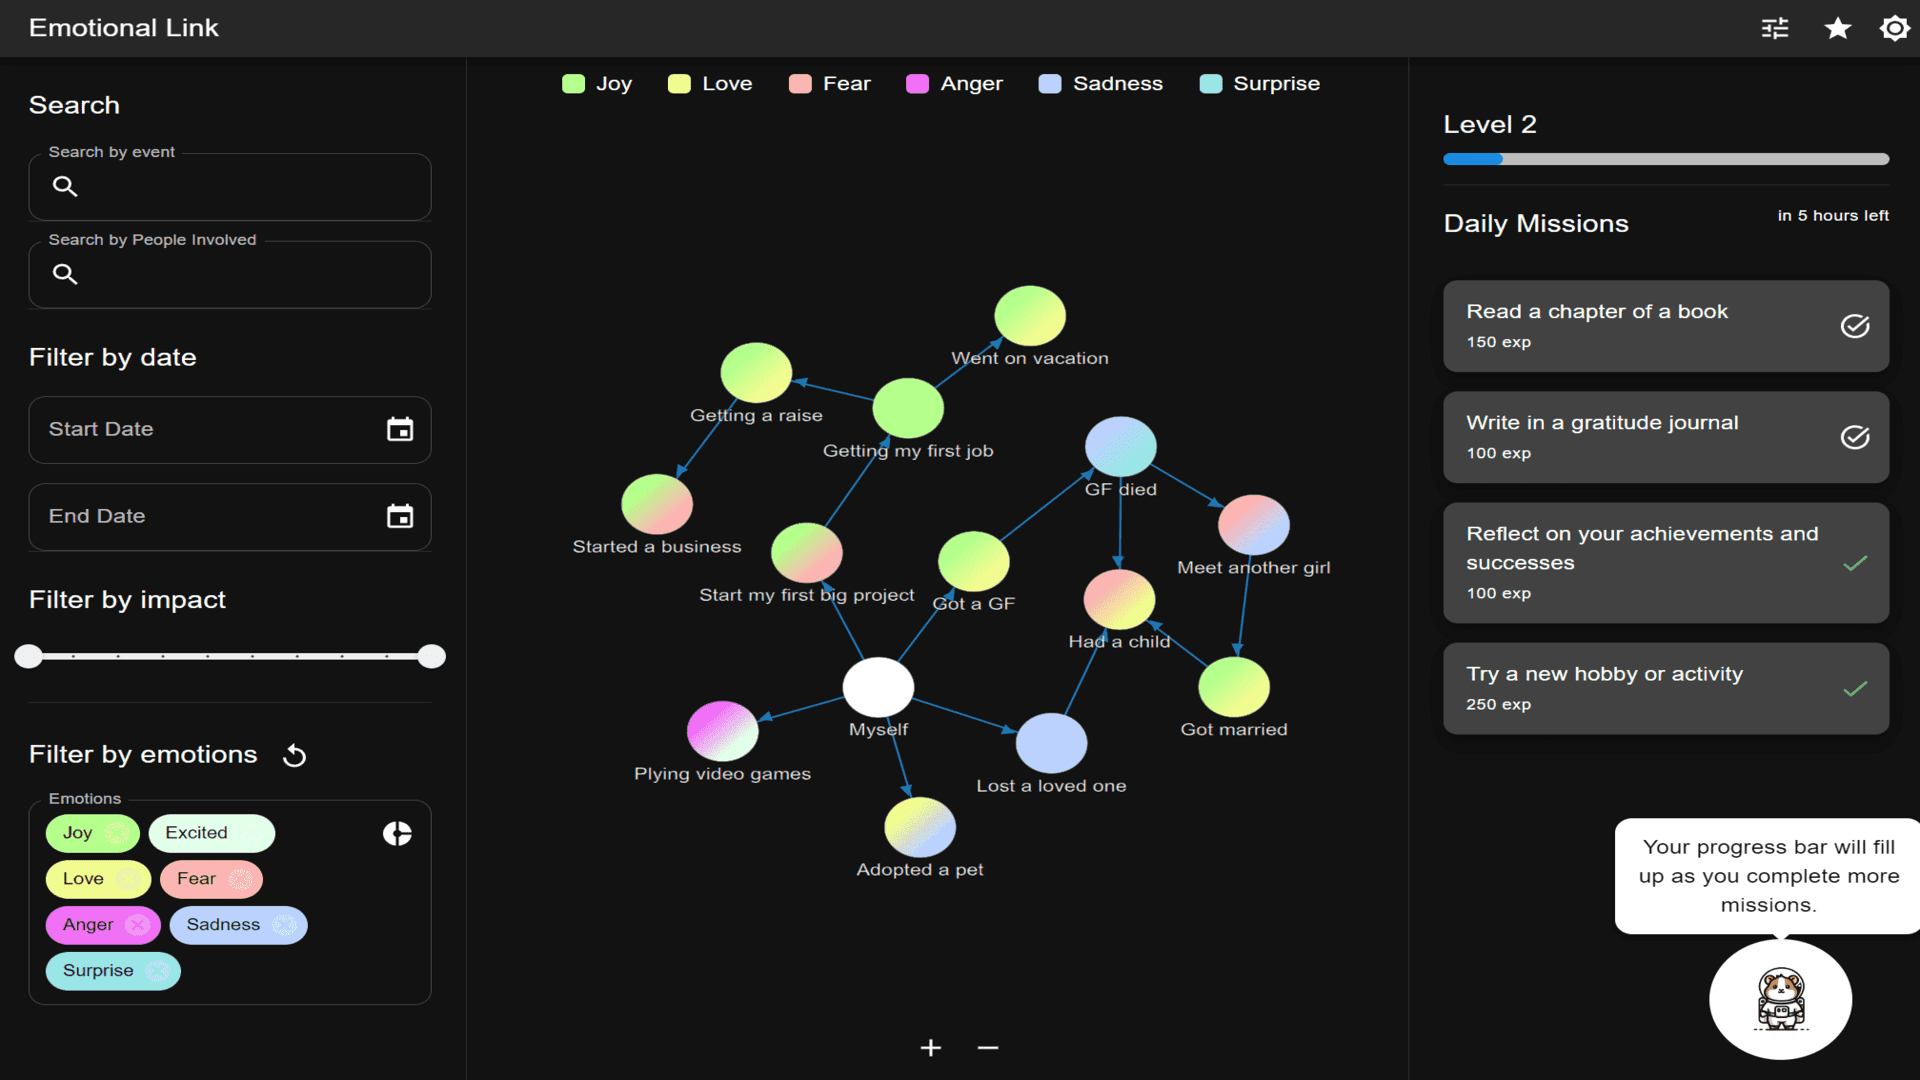 Emotional Link
Search
Search by event
Search by People Involved
Filter by date
Start Date
End Date
Filter by impact
Filter by emotions
Emotions
Joy
Excited
Love
Fear
Anger
Sadness
Surprise
Joy
Love
Fear
Anger
Sadness
Surprise
Went on vacation
Getting a raise
Getting my first job
GF died
Started a business
Meet another girl
Start my first big project
Got a GF
Had a child
Myself
Got married
Plying video games
Lost a loved one
Adopted a pet
+
−
Level 2
Daily Missions
in 5 hours left
Read a chapter of a book
150 exp
Write in a gratitude journal
100 exp
Reflect on your achievements and
successes
100 exp
Try a new hobby or activity
250 exp
Your progress bar will fill
up as you complete more
missions.